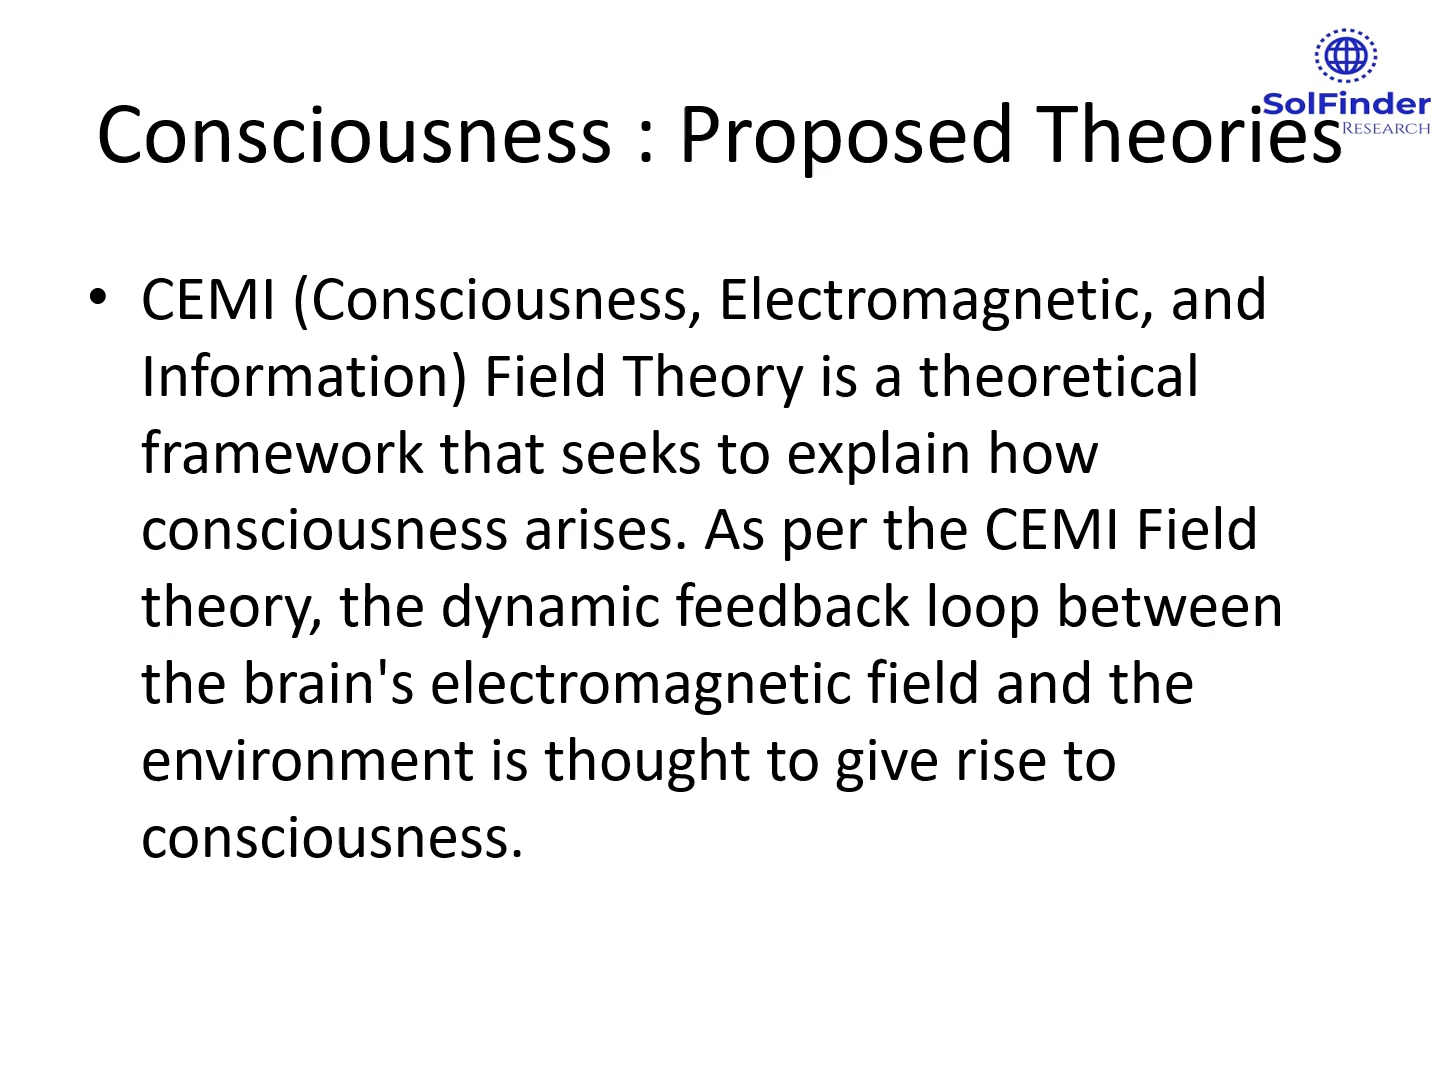 SolFinder
RESEARCH
Consciousness : Proposed Theories
• CEMI (Consciousness, Electromagnetic, and
Information) Field Theory is a theoretical
framework that seeks to explain how
consciousness arises. As per the CEMI Field
theory, the dynamic feedback loop between
the brain's electromagnetic field and the
environment is thought to give rise to
consciousness.